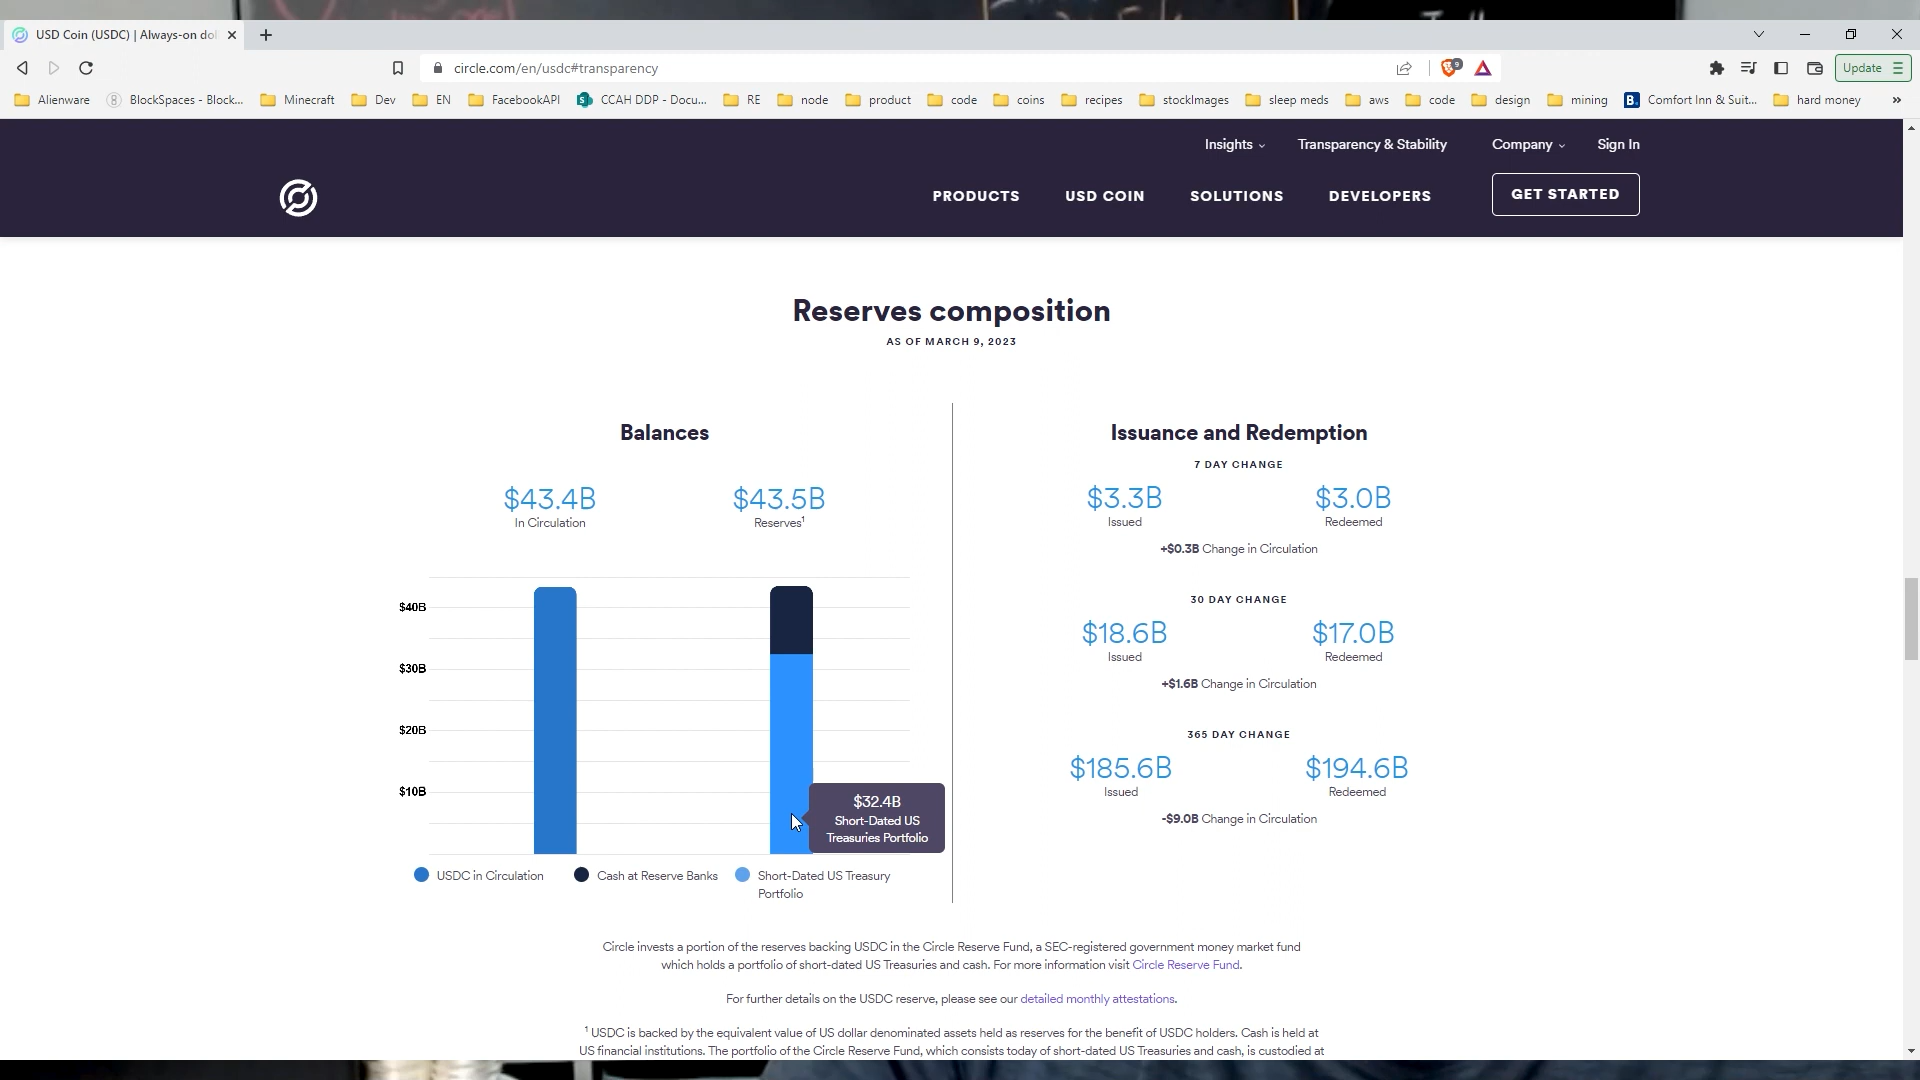 USD Coin (USDC) | Always-on dol
circle.com/en/usdc#transparency
9
Update
Alienware
BlockSpaces - Block...
Minecraft
Dev
EN
FacebookAPI
CCAH DDP - Docu...
RE
node
product
code
coins
recipes
stockImages
sleep meds
aws
code
design
mining
B.
Comfort Inn & Suit...
hard money
»
Insights
Transparency & Stability
Company
Sign In
PRODUCTS
USD COIN
SOLUTIONS
DEVELOPERS
GET STARTED
Reserves composition
AS OF MARCH 9, 2023
Balances
$43.4B
In Circulation
$43.5B
Reserves¹
$40B
$30B
$20B
$10B
$32.4B
Short-Dated US
Treasuries Portfolio
USDC in Circulation
Cash at Reserve Banks
Short-Dated US Treasury
Portfolio
Issuance and Redemption
7 DAY CHANGE
$3.3B
Issued
$3.0B
Redeemed
+$0.3B Change in Circulation
30 DAY CHANGE
$18.6B
Issued
$17.0B
Redeemed
+$1.6B Change in Circulation
365 DAY CHANGE
$185.6B
Issued
$194.6B
Redeemed
-$9.0B Change in Circulation
Circle invests a portion of the reserves backing USDC in the Circle Reserve Fund, a SEC-registered government money market fund
which holds a portfolio of short-dated US Treasuries and cash. For more information visit Circle Reserve Fund.
For further details on the USDC reserve, please see our detailed monthly attestations.
¹ USDC is backed by the equivalent value of US dollar denominated assets held as reserves for the benefit of USDC holders. Cash is held at
US financial institutions. The portfolio of the Circle Reserve Fund, which consists today of short-dated US Treasuries and cash, is custodied at